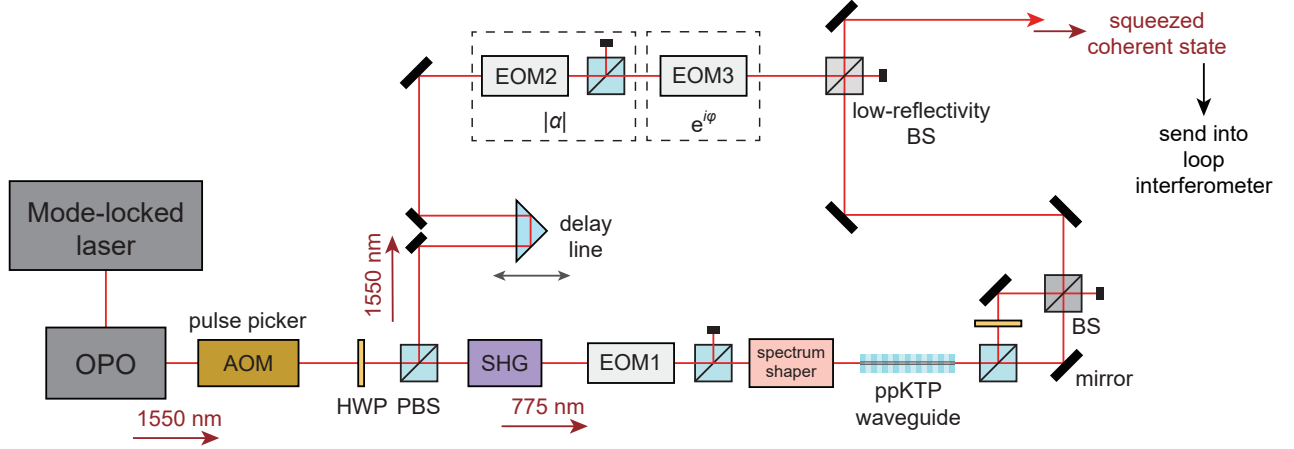 EOM2
EOM3
|α|
e^{iφ}
squeezed
coherent state
low-reflectivity
BS
send into
loop
interferometer
Mode-locked
laser
delay
line
1550 nm
pulse picker
OPO
AOM
HWP
PBS
SHG
EOM1
spectrum
shaper
ppKTP
waveguide
BS
mirror
1550 nm
775 nm